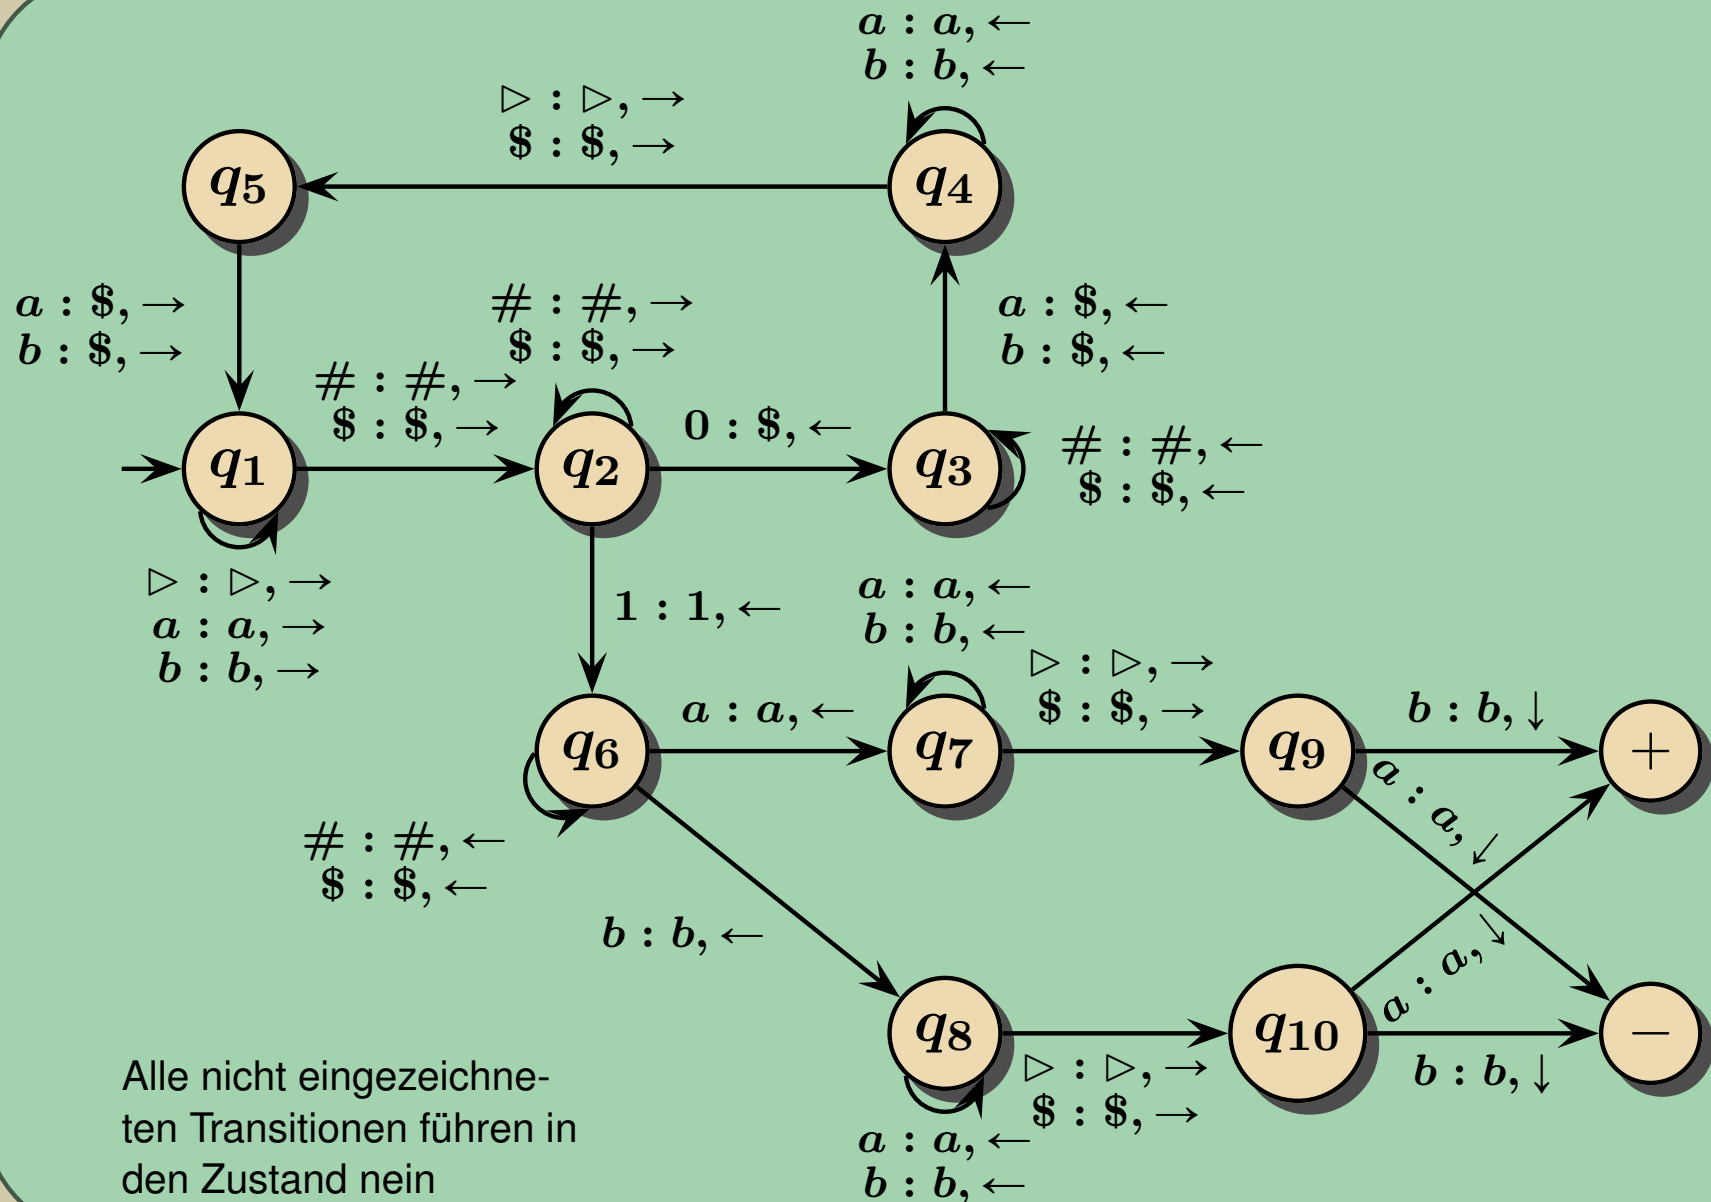 a : a, ←
b : b, ←
▷ : ▷, →
$ : $, →
q5
q4
a : $, →
b : $, →
# : #, →
$ : $, →
a : $, ←
b : $, ←
# : #, →
$ : $, →
0 : $, ←
q1
q2
q3
# : #, ←
$ : $, ←
▷ : ▷, →
a : a, →
b : b, →
1 : 1, ←
a : a, ←
b : b, ←
▷ : ▷, →
$ : $, →
a : a, ←
b : b, ↓
q6
q7
q9
+
a : a, ↓
# : #, ←
$ : $, ←
b : b, ←
a : a, ↓
q8
q10
−
▷ : ▷, →
$ : $, →
b : b, ↓
a : a, ←
b : b, ←
Alle nicht eingezeichne-
ten Transitionen führen in
den Zustand nein